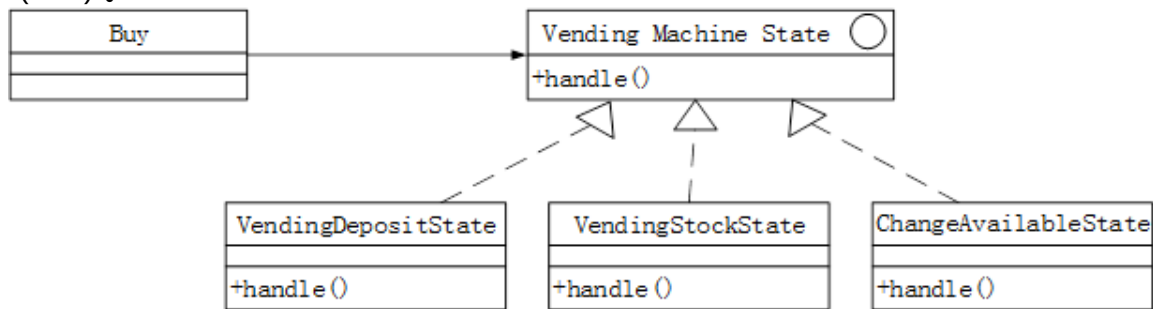 Buy
Vending Machine State
+handle()
VendingDepositState
VendingStockState
ChangeAvailableState
+handle()
+handle()
+handle()